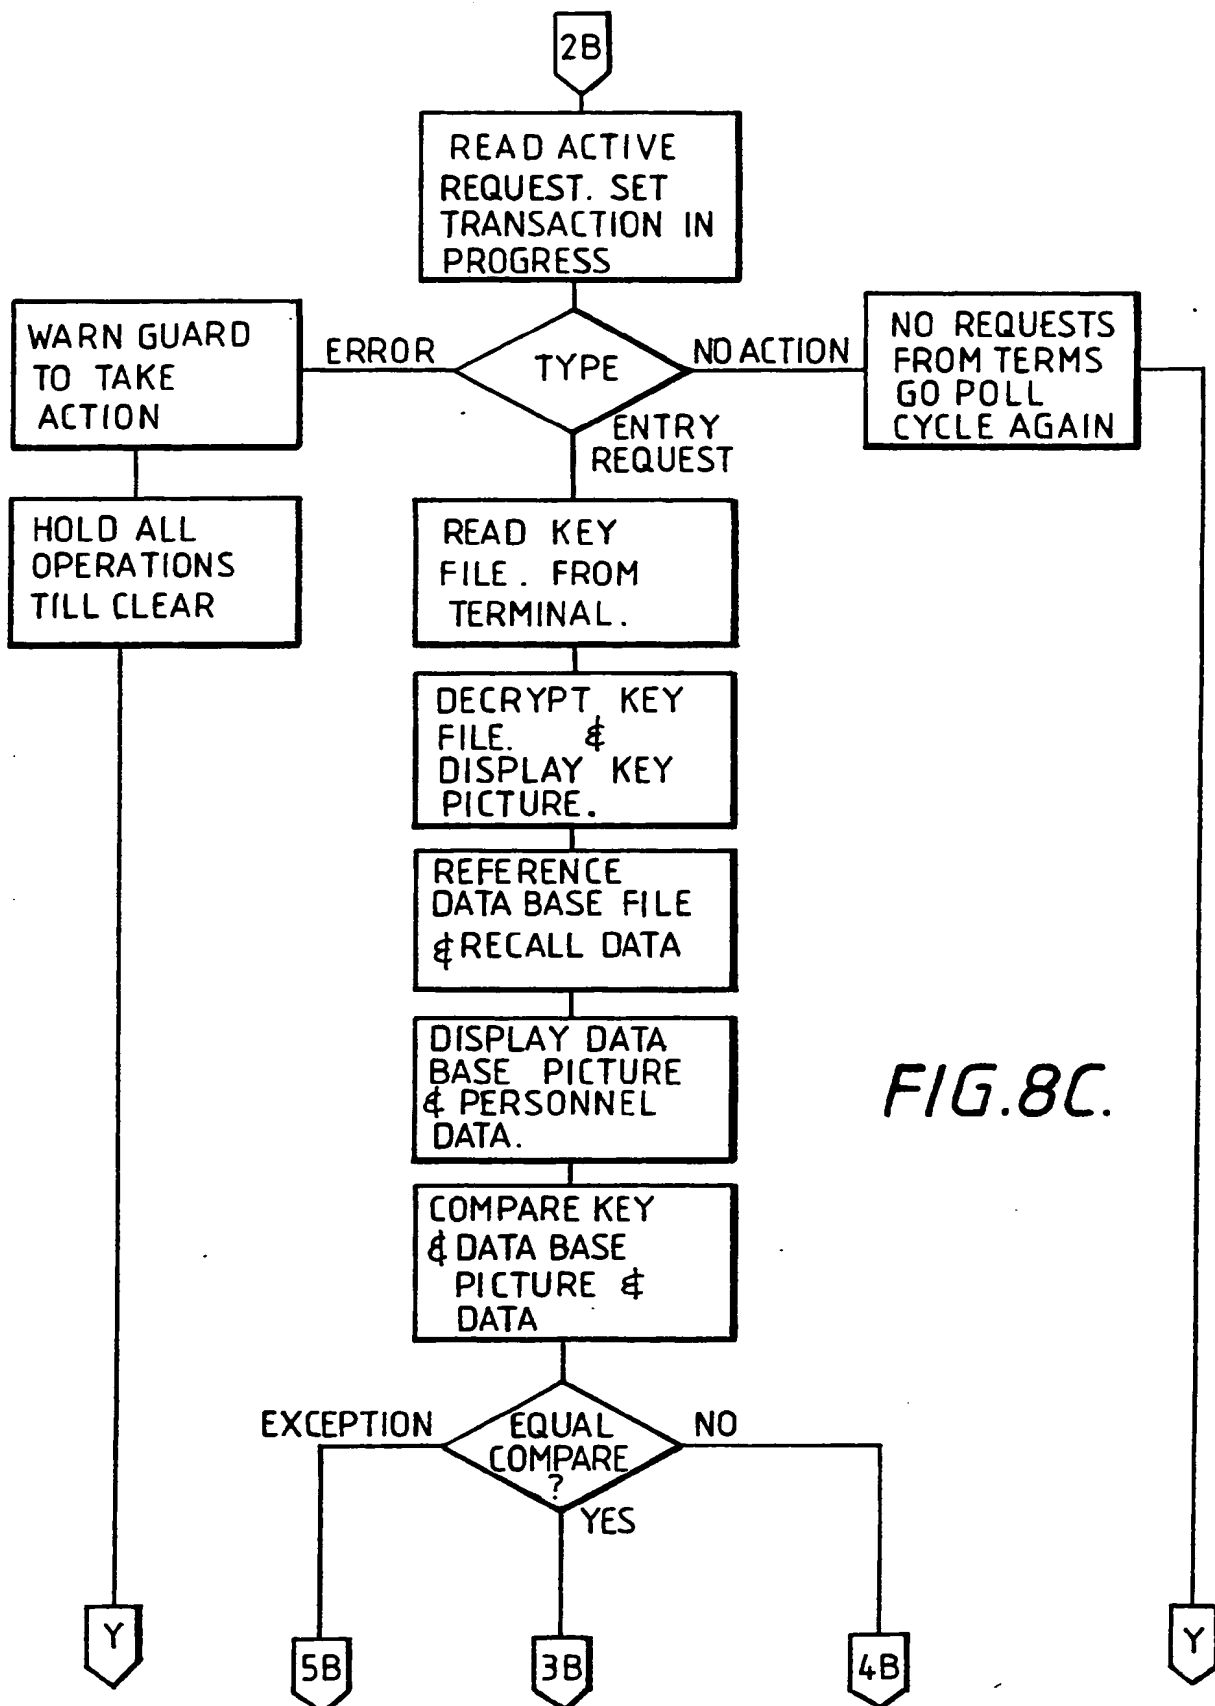 2B
READ ACTIVE
REQUEST. SET
TRANSACTION IN
PROGRESS
WARN GUARD
TO TAKE
ACTION
ERROR
TYPE
NO ACTION
NO REQUESTS
FROM TERMS
GO POLL
CYCLE AGAIN
ENTRY
REQUEST
HOLD ALL
OPERATIONS
TILL CLEAR
READ KEY
FILE. FROM
TERMINAL.
DECRYPT KEY
FILE. &
DISPLAY KEY
PICTURE.
REFERENCE
DATA BASE FILE
& RECALL DATA
DISPLAY DATA
BASE PICTURE
& PERSONNEL
DATA.
FIG.8C.
COMPARE KEY
& DATA BASE
PICTURE &
DATA
EXCEPTION
EQUAL
COMPARE
?
NO
YES
Y
5B
3B
4B
Y